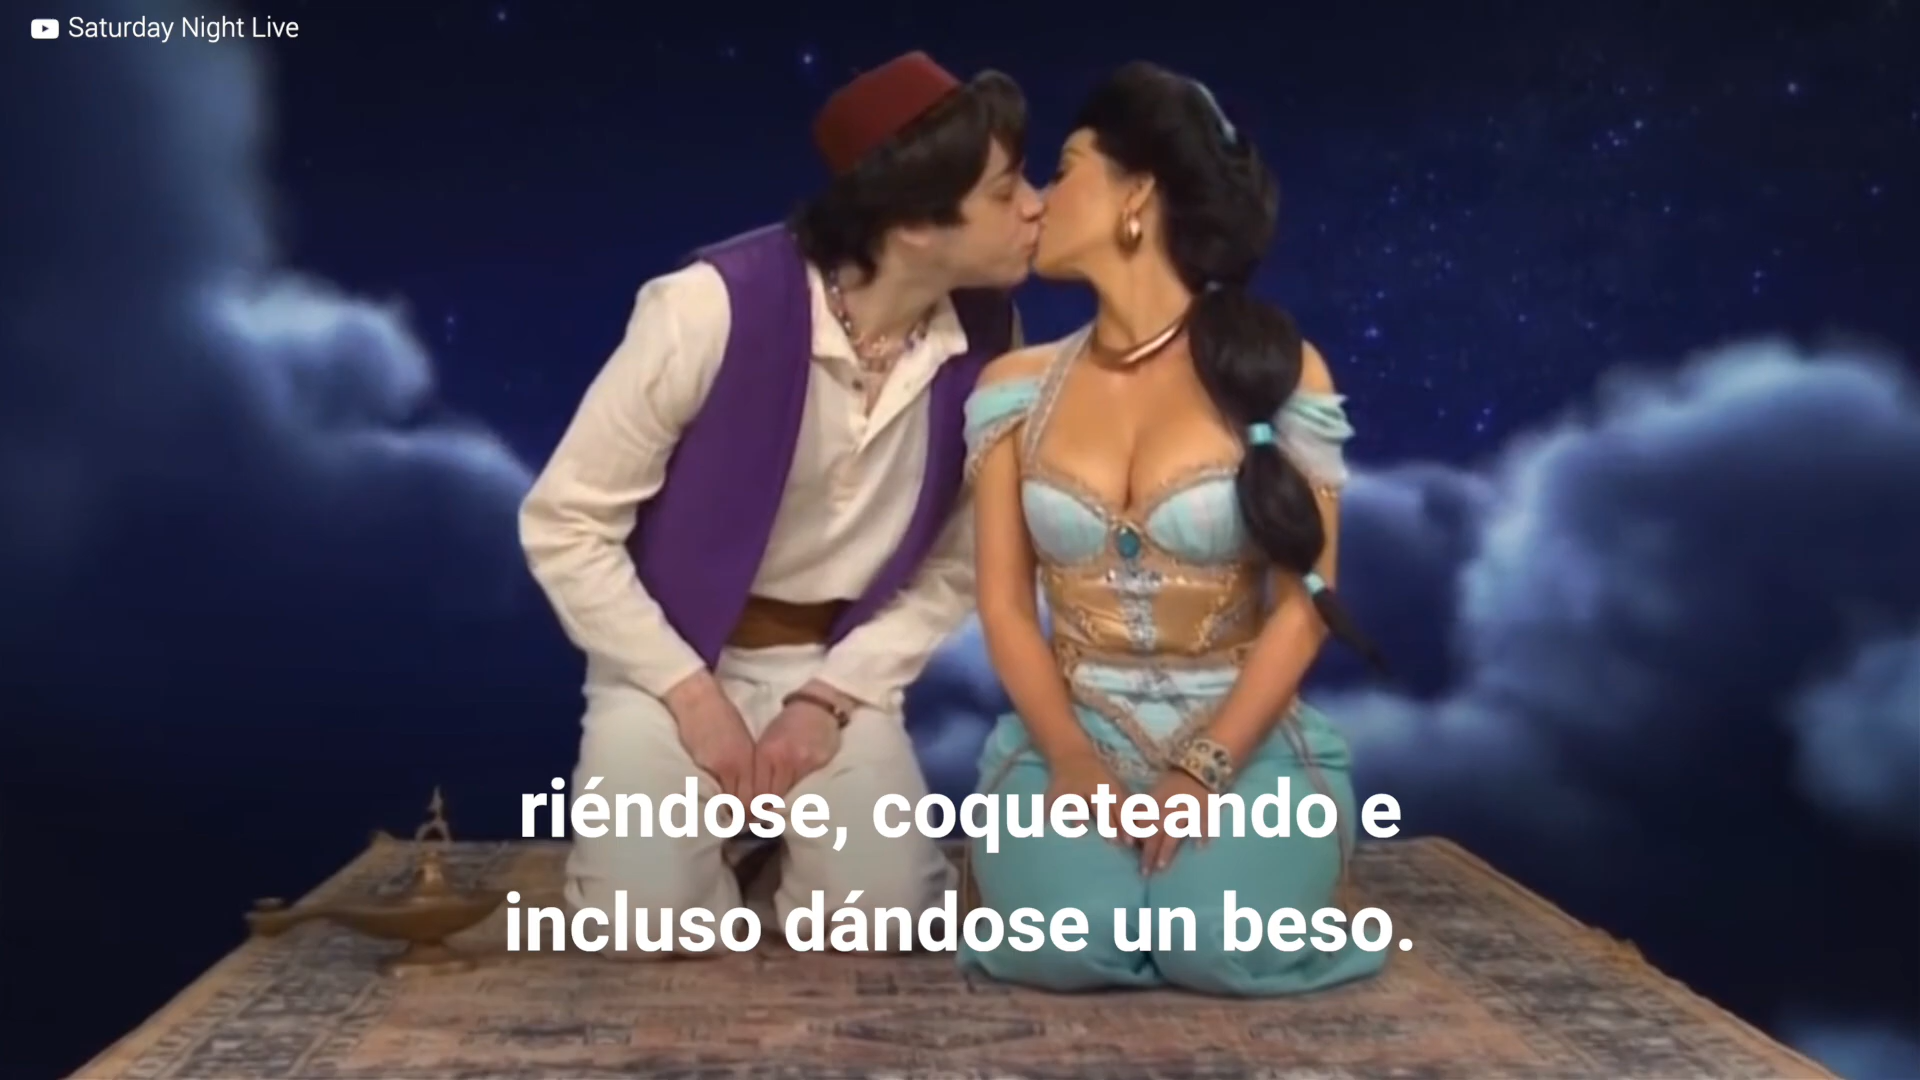 Saturday Night Live
riéndose, coqueteando e
incluso dándose un beso.